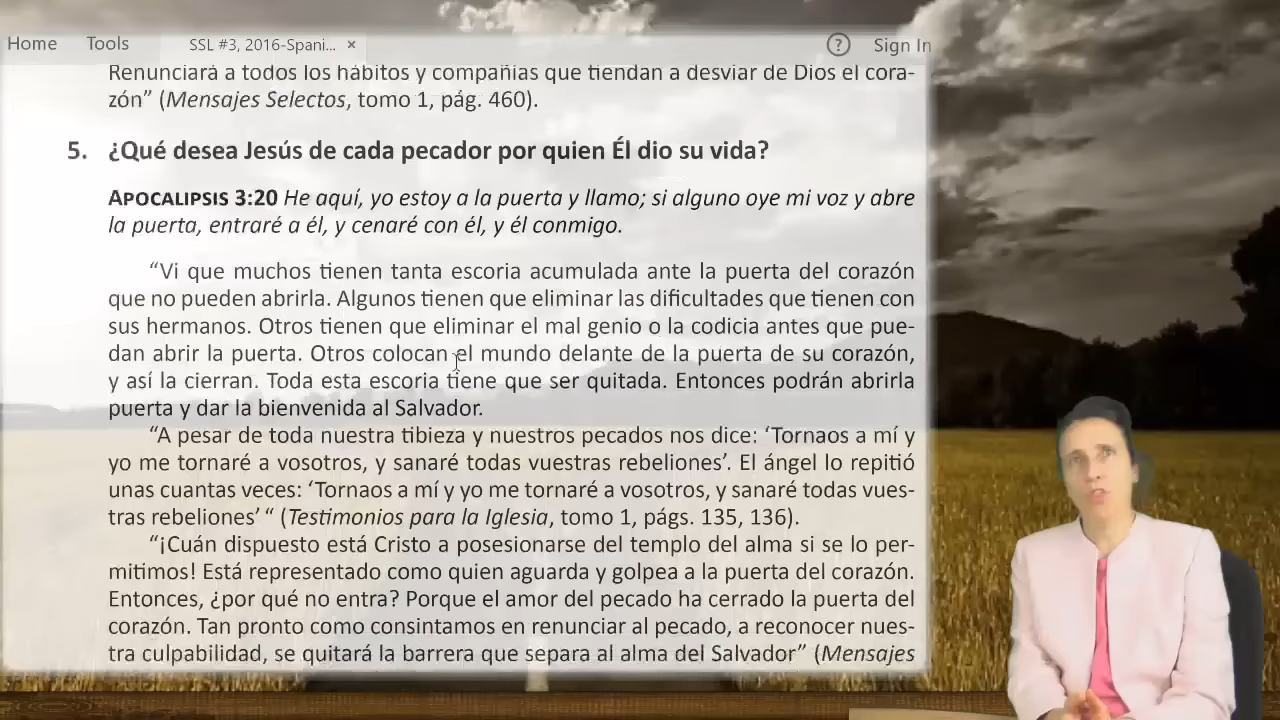 Home Tools SSL #3, 2016-Spani... × ? Sign In
Renunciará a todos los hábitos y compañías que tiendan a desviar de Dios el cora-
zón” (Mensajes Selectos, tomo 1, pág. 460).
5. ¿Qué desea Jesús de cada pecador por quien Él dio su vida?
APOCALIPSIS 3:20 He aquí, yo estoy a la puerta y llamo; si alguno oye mi voz y abre
la puerta, entraré a él, y cenaré con él, y él conmigo.
“Vi que muchos tienen tanta escoria acumulada ante la puerta del corazón
que no pueden abrirla. Algunos tienen que eliminar las dificultades que tienen con
sus hermanos. Otros tienen que eliminar el mal genio o la codicia antes que pue-
dan abrir la puerta. Otros colocan el mundo delante de la puerta de su corazón,
y así la cierran. Toda esta escoria tiene que ser quitada. Entonces podrán abrirla
puerta y dar la bienvenida al Salvador.
“A pesar de toda nuestra tibieza y nuestros pecados nos dice: ‘Tornaos a mí y
yo me tornaré a vosotros, y sanaré todas vuestras rebeliones’. El ángel lo repitió
unas cuantas veces: ‘Tornaos a mí y yo me tornaré a vosotros, y sanaré todas vues-
tras rebeliones’ “ (Testimonios para la Iglesia, tomo 1, págs. 135, 136).
“¡Cuán dispuesto está Cristo a posesionarse del templo del alma si se lo per-
mitimos! Está representado como quien aguarda y golpea a la puerta del corazón.
Entonces, ¿por qué no entra? Porque el amor del pecado ha cerrado la puerta del
corazón. Tan pronto como consintamos en renunciar al pecado, a reconocer nues-
tra culpabilidad, se quitará la barrera que separa al alma del Salvador” (Mensajes